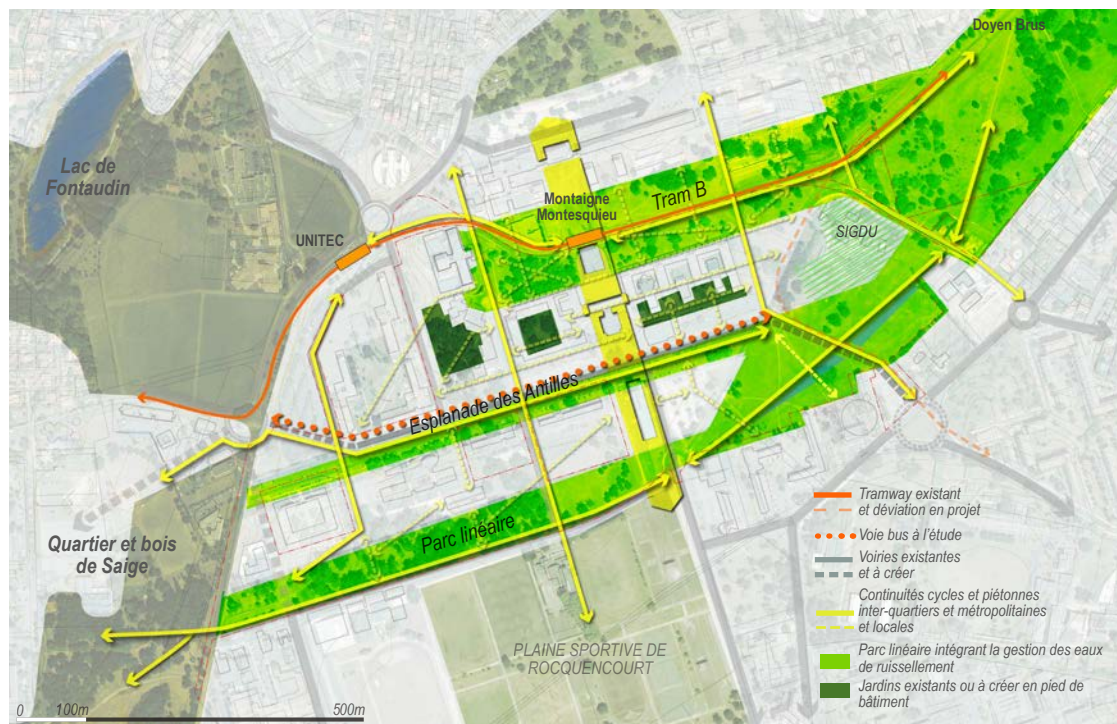 Doyen Brus
Lac de
Fontaudin
Montaigne
Montesquieu
Tram B
UNITEC
SIGDU
Esplanade des Antilles
Quartier et bois
de Saige
Parc linéaire
PLAINE SPORTIVE DE
ROCQUENCOURT
Tramway existant
et déviation en projet
Voie bus à l'étude
Voiries existantes
et à créer
Continuités cycles et piétonnes
inter-quartiers et métropolitaines
et locales
Parc linéaire intégrant la gestion des eaux
de ruissellement
Jardins existants ou à créer en pied de
bâtiment
0 100m 500m